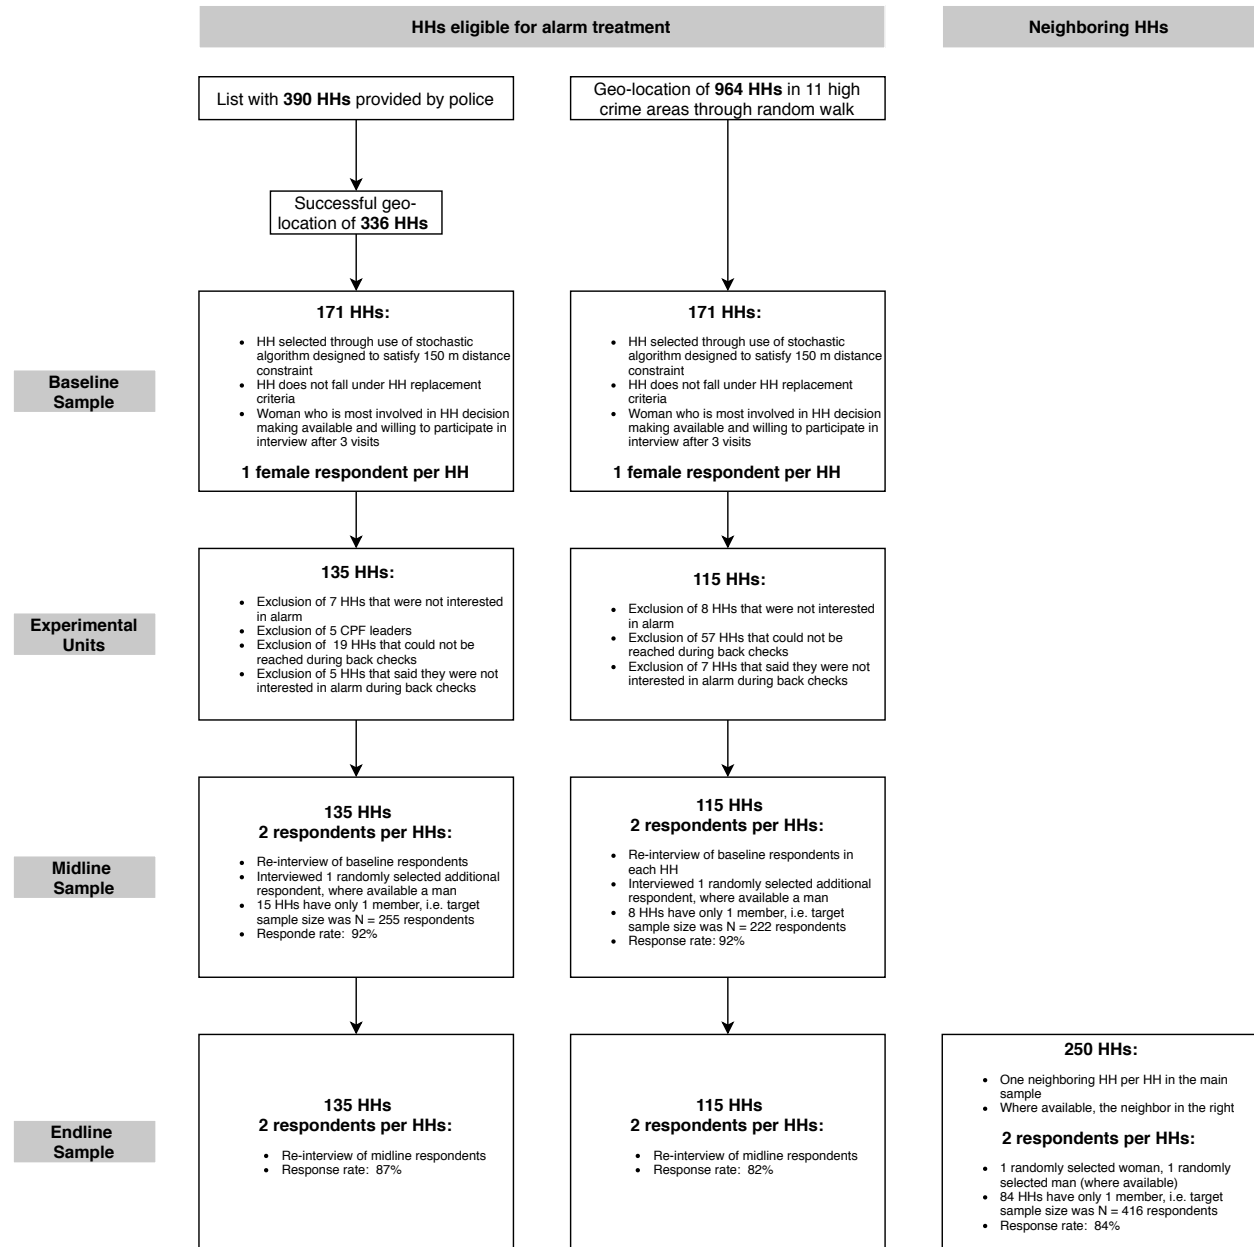 HHs eligible for alarm treatment
Neighboring HHs
List with 390 HHs provided by police
Geo-location of 964 HHs in 11 high
crime areas through random walk
Successful geo-
location of 336 HHs
Baseline
Sample
171 HHs:
• HH selected through use of stochastic
algorithm designed to satisfy 150 m distance
constraint
• HH does not fall under HH replacement
criteria
• Woman who is most involved in HH decision
making available and willing to participate in
interview after 3 visits
1 female respondent per HH
171 HHs:
• HH selected through use of stochastic
algorithm designed to satisfy 150 m distance
constraint
• HH does not fall under HH replacement
criteria
• Woman who is most involved in HH decision
making available and willing to participate in
interview after 3 visits
1 female respondent per HH
Experimental
Units
135 HHs:
• Exclusion of 7 HHs that were not interested
in alarm
• Exclusion of 5 CPF leaders
• Exclusion of 19 HHs that could not be
reached during back checks
• Exclusion of 5 HHs that said they were not
interested in alarm during back checks
115 HHs:
• Exclusion of 8 HHs that were not interested in
alarm
• Exclusion of 57 HHs that could not be
reached during back checks
• Exclusion of 7 HHs that said they were not
interested in alarm during back checks
Midline
Sample
135 HHs
2 respondents per HHs:
• Re-interview of baseline respondents
• Interviewed 1 randomly selected additional
respondent, where available a man
• 15 HHs have only 1 member, i.e. target
sample size was N = 255 respondents
• Responde rate: 92%
115 HHs
2 respondents per HHs:
• Re-interview of baseline respondents in
each HH
• Interviewed 1 randomly selected additional
respondent, where available a man
• 8 HHs have only 1 member, i.e. target
sample size was N = 222 respondents
• Response rate: 92%
Endline
Sample
135 HHs
2 respondents per HHs:
• Re-interview of midline respondents
• Response rate: 87%
115 HHs
2 respondents per HHs:
• Re-interview of midline respondents
• Response rate: 82%
250 HHs:
• One neighboring HH per HH in the main
sample
• Where available, the neighbor in the right
2 respondents per HHs:
• 1 randomly selected woman, 1 randomly
selected man (where available)
• 84 HHs have only 1 member, i.e. target
sample size was N = 416 respondents
• Response rate: 84%